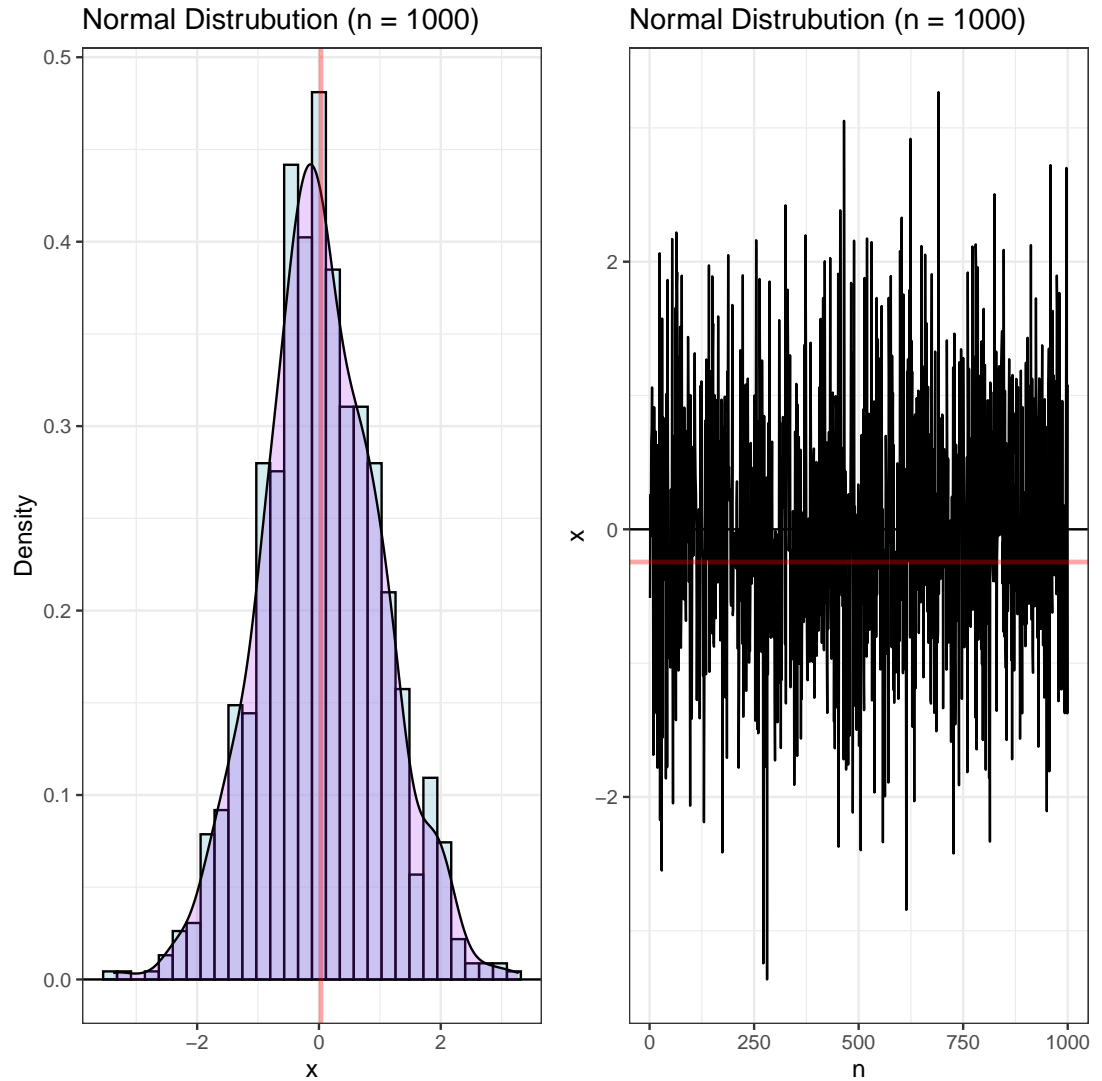 Normal Distrubution (n = 1000)
Density
0.5
0.4
0.3
0.2
0.1
0.0
−2
0
2
x
Normal Distrubution (n = 1000)
x
2
0
−2
0
250
500
750
1000
n